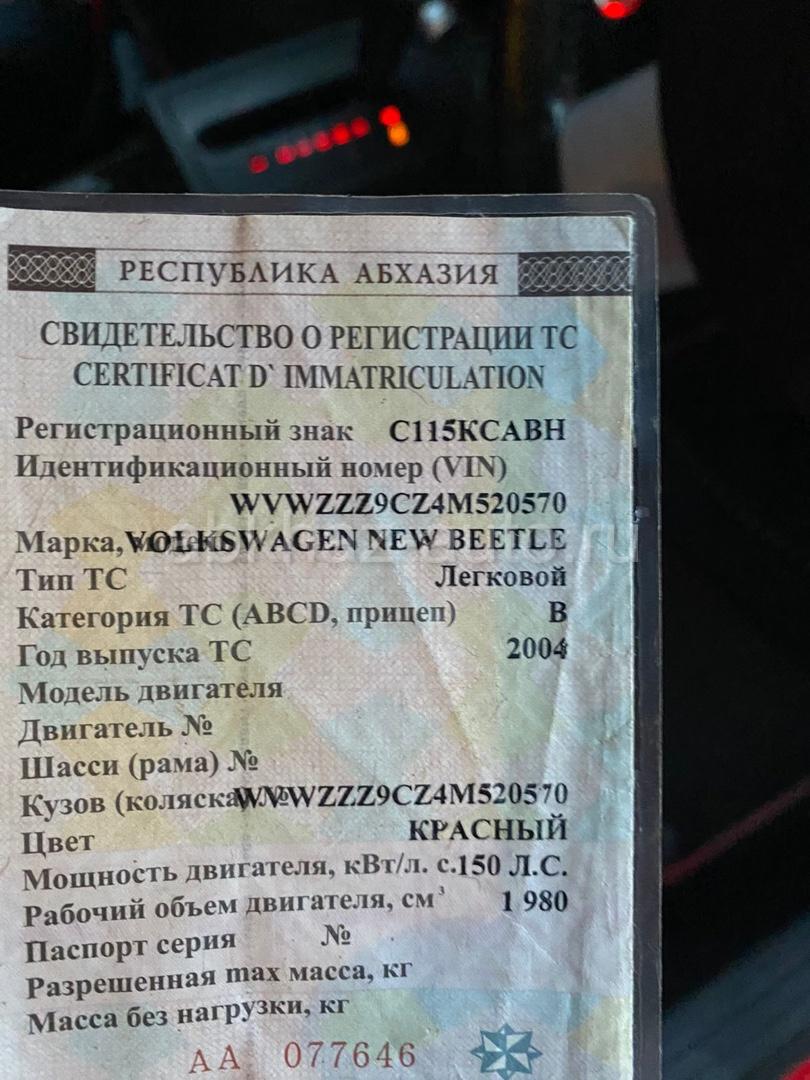 РЕСПУБЛИКА АБХАЗИЯ
СВИДЕТЕЛЬСТВО О РЕГИСТРАЦИИ ТС
CERTIFICAT D` IMMATRICULATION
Регистрационный знак С115КСАВН
Идентификационный номер (VIN)
WVWZZZ9CZ4M520570
Марка, VOLKSWAGEN NEW BEETLE
Тип ТС Легковой
Категория ТС (ABCD, прицеп) B
Год выпуска ТС 2004
Модель двигателя
Двигатель №
Шасси (рама) №
Кузов (коляска) № WVWZZZ9CZ4M520570
Цвет КРАСНЫЙ
Мощность двигателя, кВт/л. с. 150 Л.С.
Рабочий объем двигателя, см³ 1 980
Паспорт серия №
Разрешенная max масса, кг
Масса без нагрузки, кг
АА 077646